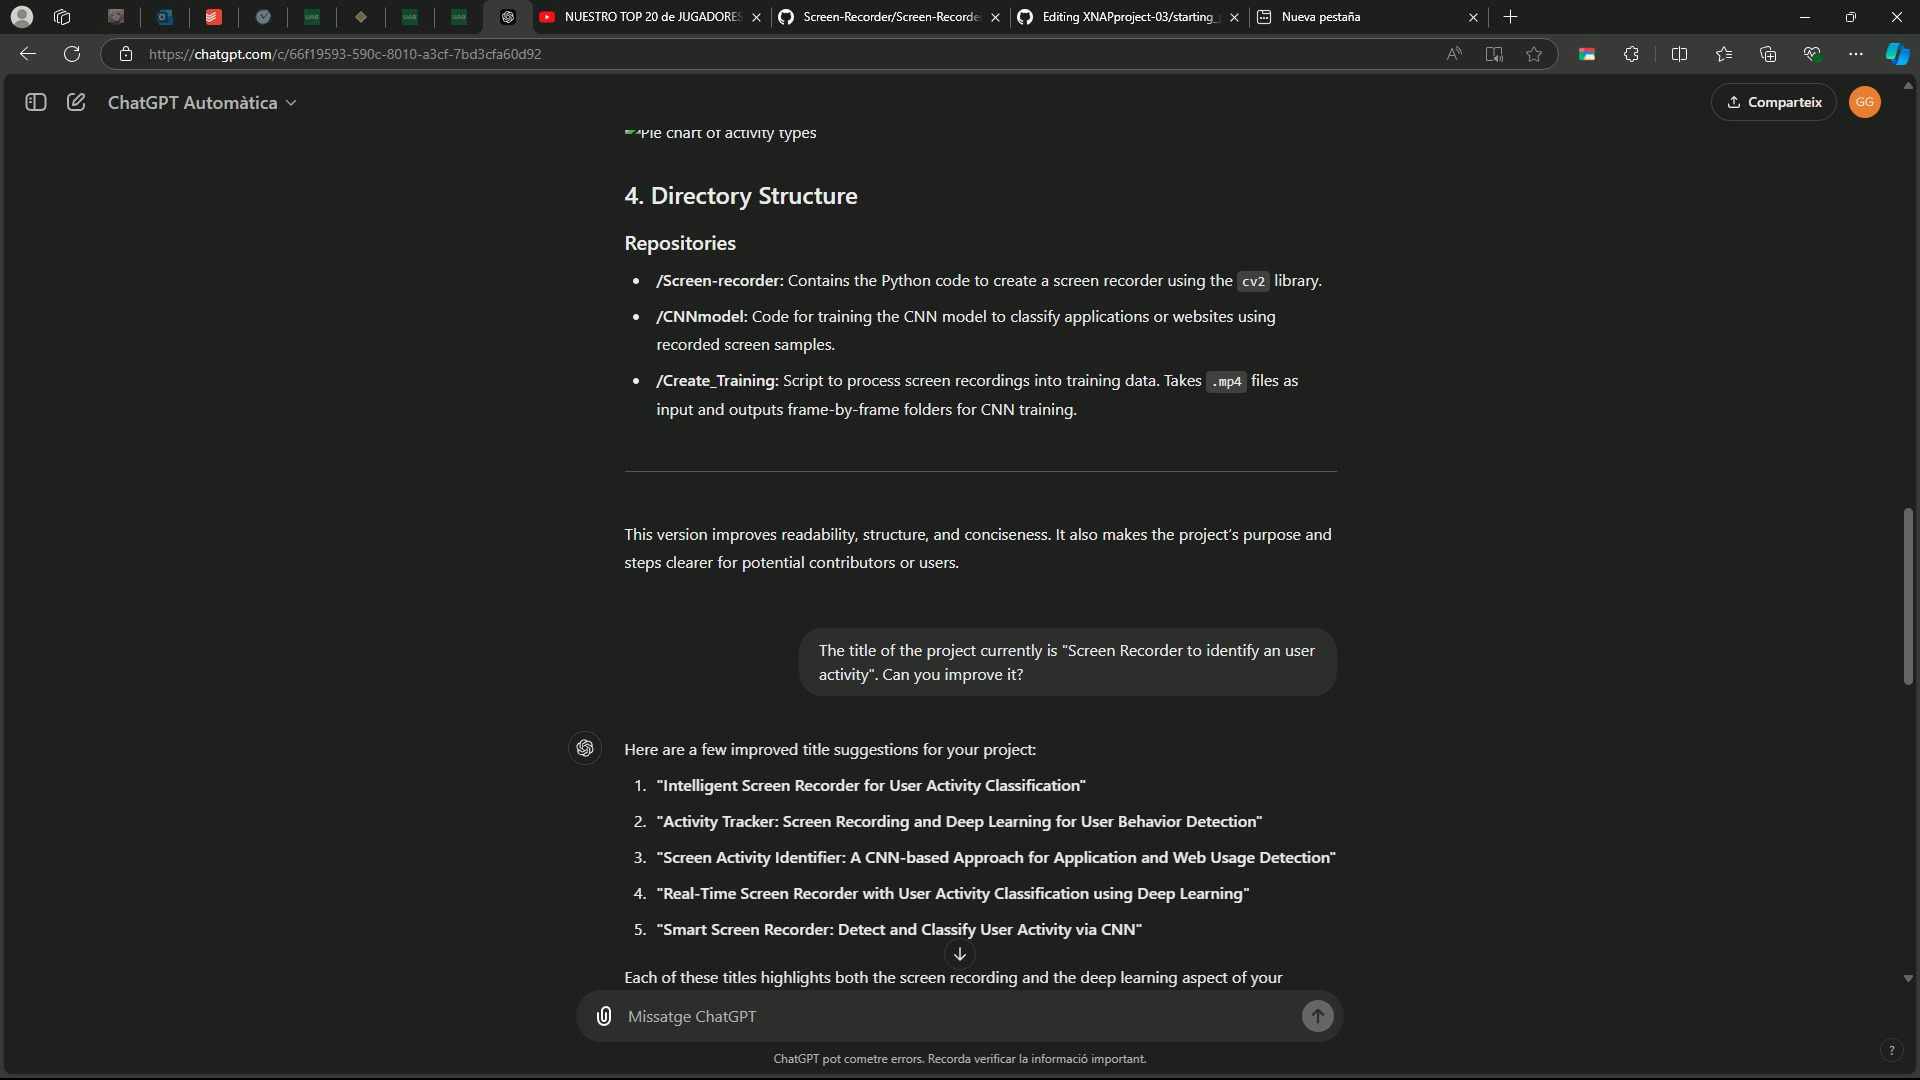 UAB
UAB
UAB
NUESTRO TOP 20 de JUGADORES
Screen-Recorder/Screen-Recorde
Editing XNAPproject-03/starting_
Nueva pestaña
https://chatgpt.com/c/66f19593-590c-8010-a3cf-7bd3cfa60d92
ChatGPT Automàtica
Comparteix
GG
Pie chart of activity types
4. Directory Structure
Repositories
• /Screen-recorder: Contains the Python code to create a screen recorder using the cv2 library.
• /CNNmodel: Code for training the CNN model to classify applications or websites using
recorded screen samples.
• /Create_Training: Script to process screen recordings into training data. Takes .mp4 files as
input and outputs frame-by-frame folders for CNN training.
This version improves readability, structure, and conciseness. It also makes the project's purpose and
steps clearer for potential contributors or users.
The title of the project currently is "Screen Recorder to identify an user
activity". Can you improve it?
Here are a few improved title suggestions for your project:
1. "Intelligent Screen Recorder for User Activity Classification"
2. "Activity Tracker: Screen Recording and Deep Learning for User Behavior Detection"
3. "Screen Activity Identifier: A CNN-based Approach for Application and Web Usage Detection"
4. "Real-Time Screen Recorder with User Activity Classification using Deep Learning"
5. "Smart Screen Recorder: Detect and Classify User Activity via CNN"
Each of these titles highlights both the screen recording and the deep learning aspect of your
Missatge ChatGPT
ChatGPT pot cometre errors. Recorda verificar la informació important.
?